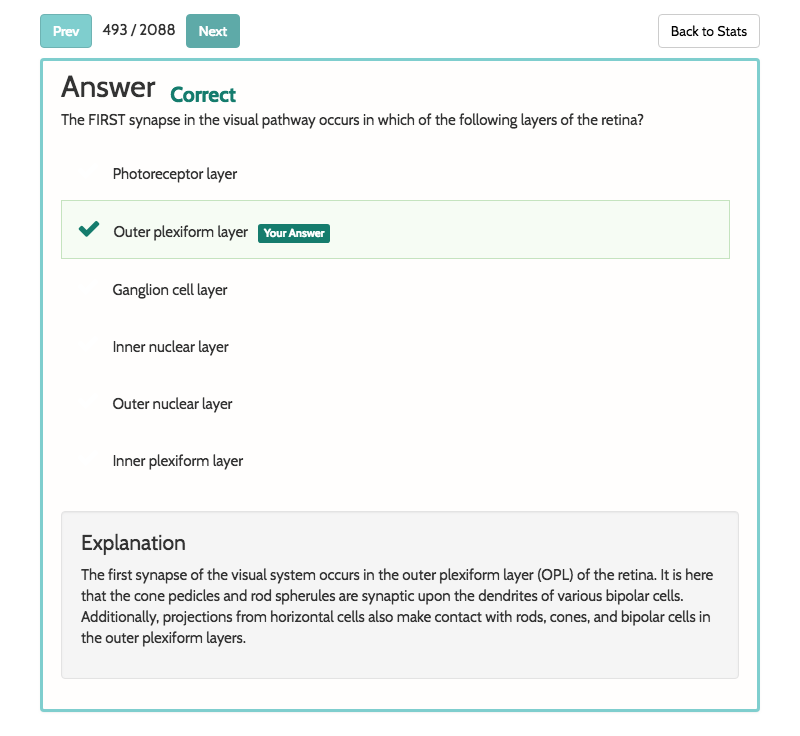 Prev 493 / 2088 Next Back to Stats
Answer Correct
The FIRST synapse in the visual pathway occurs in which of the following layers of the retina?
Photoreceptor layer
Outer plexiform layer Your Answer
Ganglion cell layer
Inner nuclear layer
Outer nuclear layer
Inner plexiform layer
Explanation
The first synapse of the visual system occurs in the outer plexiform layer (OPL) of the retina. It is here
that the cone pedicles and rod spherules are synaptic upon the dendrites of various bipolar cells.
Additionally, projections from horizontal cells also make contact with rods, cones, and bipolar cells in
the outer plexiform layers.